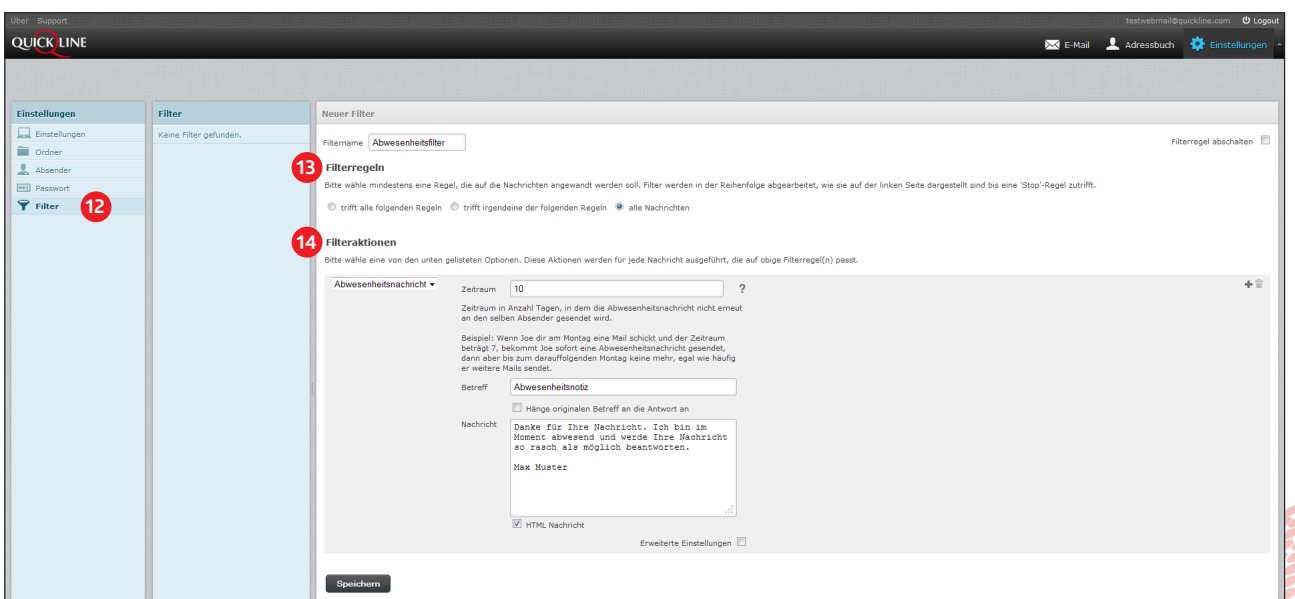 Über Support
testwebmail@quickline.com Logout
QUICKLINE
E-Mail Adressbuch Einstellungen
Einstellungen
Einstellungen
Ordner
Absender
Passwort
Filter
12
Filter
Keine Filter gefunden.
Neuer Filter
Filtername Abwesenheitsfilter
Filterregel abschalten
13 Filterregeln
Bitte wähle mindestens eine Regel, die auf die Nachrichten angewandt werden soll. Filter werden in der Reihenfolge abgearbeitet, wie sie auf der linken Seite dargestellt sind bis eine 'Stop'-Regel zutrifft.
trifft alle folgenden Regeln trifft irgendeine der folgenden Regeln alle Nachrichten
14 Filteraktionen
Bitte wähle eine von den unten gelisteten Optionen. Diese Aktionen werden für jede Nachricht ausgeführt, die auf obige Filterregel(n) passt.
Abwesenheitsnachricht
Zeitraum 10 ?
Zeitraum in Anzahl Tagen, in dem die Abwesenheitsnachricht nicht erneut
an den selben Absender gesendet wird.
Beispiel: Wenn Joe dir am Montag eine Mail schickt und der Zeitraum
beträgt 7, bekommt Joe sofort eine Abwesenheitsnachricht gesendet,
dann aber bis zum darauffolgenden Montag keine mehr, egal wie häufig
er weitere Mails sendet.
Betreff Abwesenheitsnotiz
Hänge originalen Betreff an die Antwort an
Nachricht
Danke für Ihre Nachricht. Ich bin im
Moment abwesend und werde Ihre Nachricht
so rasch als möglich beantworten.
Max Muster
HTML Nachricht
Erweiterte Einstellungen
Speichern